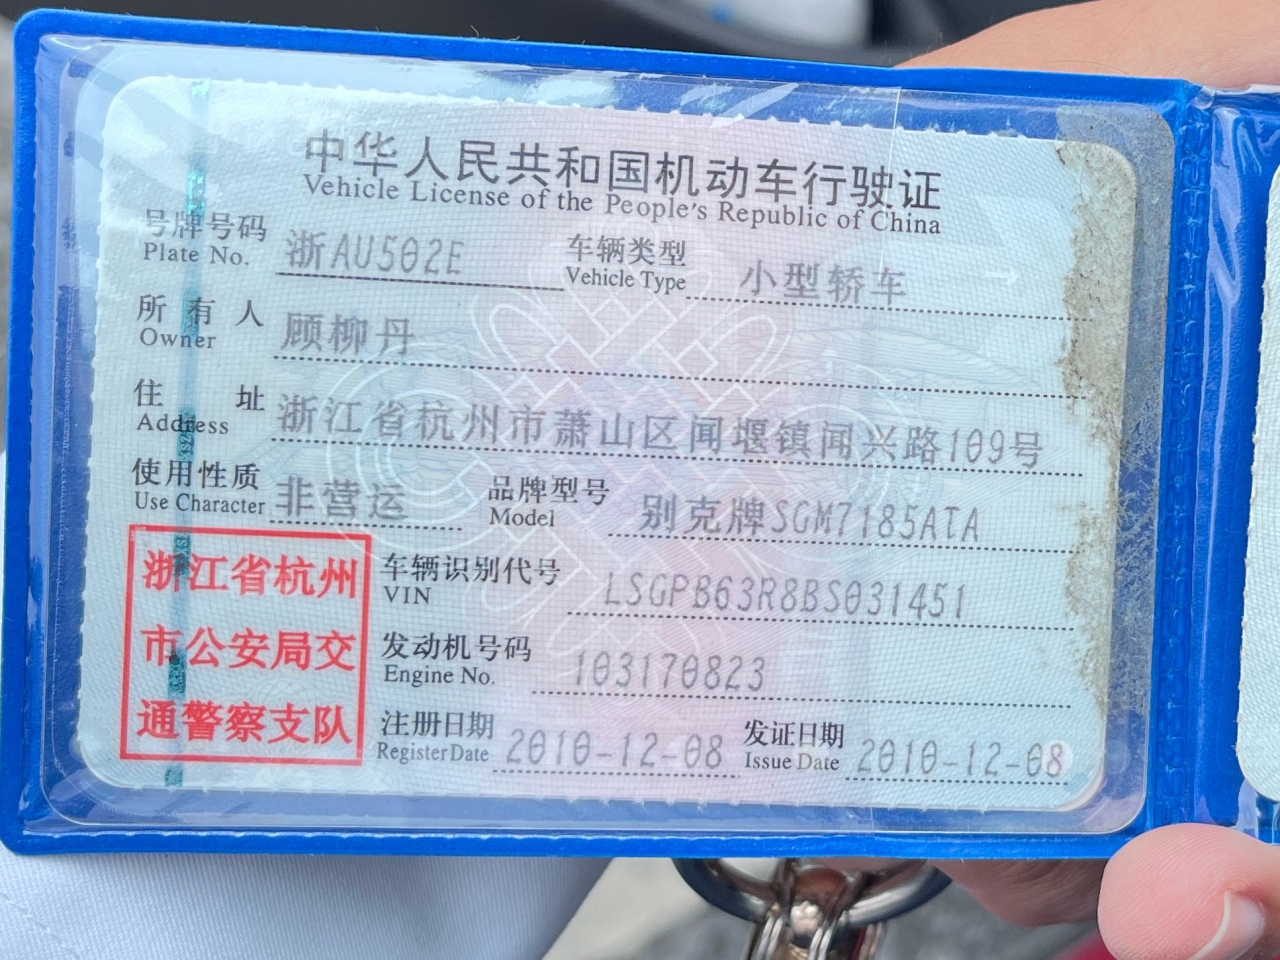 中华人民共和国机动车行驶证
Vehicle License of the People's Republic of China
号牌号码 浙AU502E 车辆类型 小型轿车
Plate No. Vehicle Type
所有人 顾柳丹
Owner
住址 浙江省杭州市萧山区闻堰镇闻兴路109号
Address
使用性质 非营运 品牌型号 别克牌SGM7185ATA
Use Character Model
浙江省杭州
市公安局交
通警察支队
车辆识别代号 LSGPB63R8BS031451
VIN
发动机号码 103170823
Engine No.
注册日期 2010-12-08 发证日期 2010-12-08
Register Date Issue Date